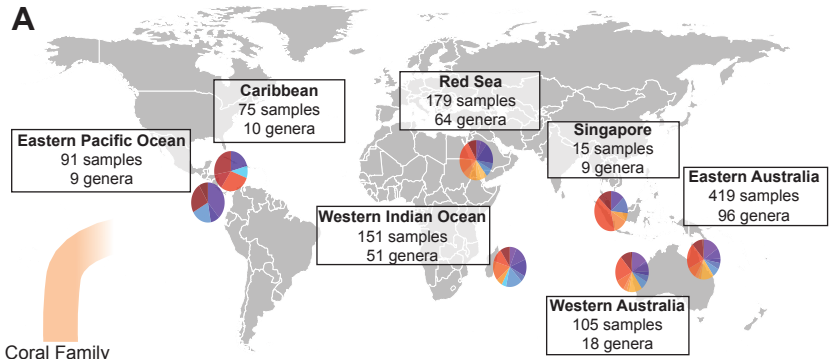 A
Caribbean
75 samples
10 genera
Red Sea
179 samples
64 genera
Eastern Pacific Ocean
91 samples
9 genera
Singapore
15 samples
9 genera
Eastern Australia
419 samples
96 genera
Western Indian Ocean
151 samples
51 genera
Western Australia
105 samples
18 genera
Coral Family